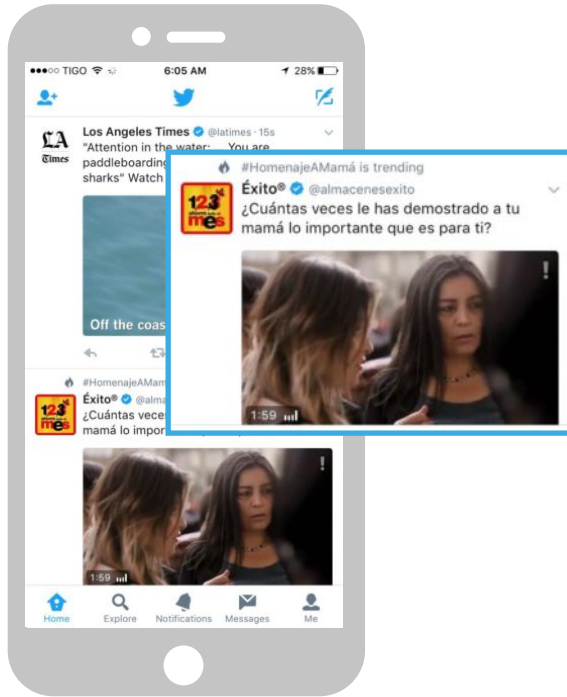 TIGO
6:05 AM
28%
LA
Times
Los Angeles Times @latimes · 15s
"Attention in the water: You are
paddleboarding
sharks" Watch
Off the coas
#HomenajeAMam
Éxito® @alma
¿Cuántas veces
mamá lo impor
123
mes
1:59
Home
Explore
Notifications
Messages
Me
#HomenajeAMamá is trending
Éxito® @almacenesexito
¿Cuántas veces le has demostrado a tu
mamá lo importante que es para ti?
123
mes
1:59